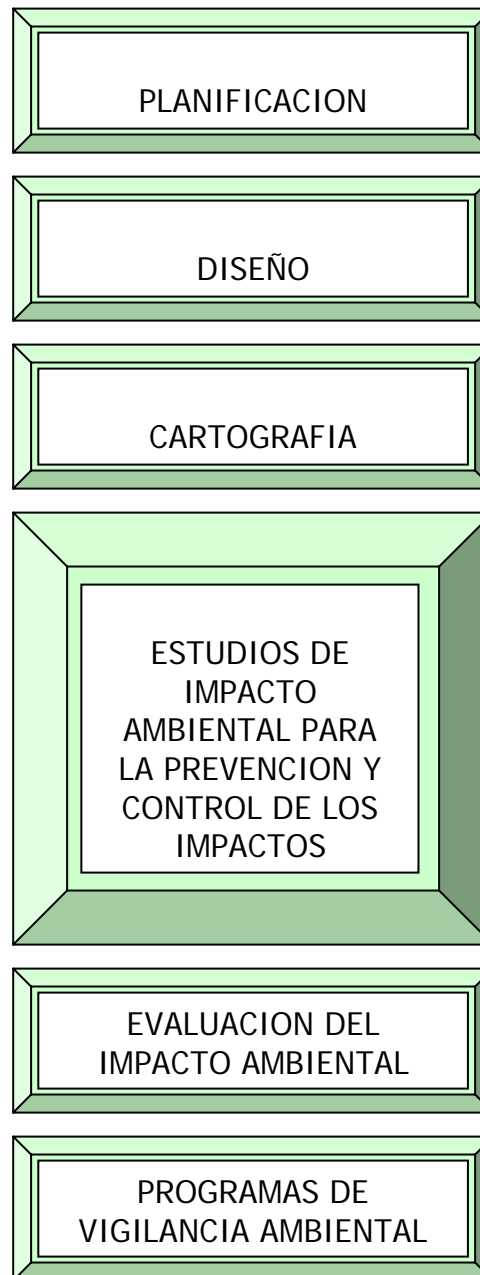 PLANIFICACION
DISEÑO
CARTOGRAFIA
ESTUDIOS DE
IMPACTO
AMBIENTAL PARA
LA PREVENCION Y
CONTROL DE LOS
IMPACTOS
EVALUACION DEL
IMPACTO AMBIENTAL
PROGRAMAS DE
VIGILANCIA AMBIENTAL